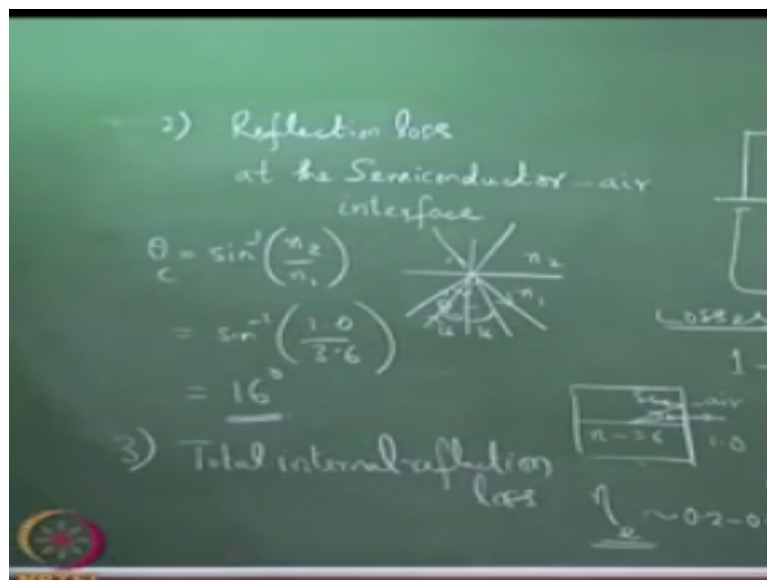 2) Reflection loss
at the Semiconductor-air
interface
θc = sin⁻¹(n2/n1)
= sin⁻¹(1.0/3.6)
= 16°
n2
n1
Losses
1 -
air
n ~ 3.6
1.0
3) Total internal-reflection
loss
η ~ 0.2-0.
NPTEL